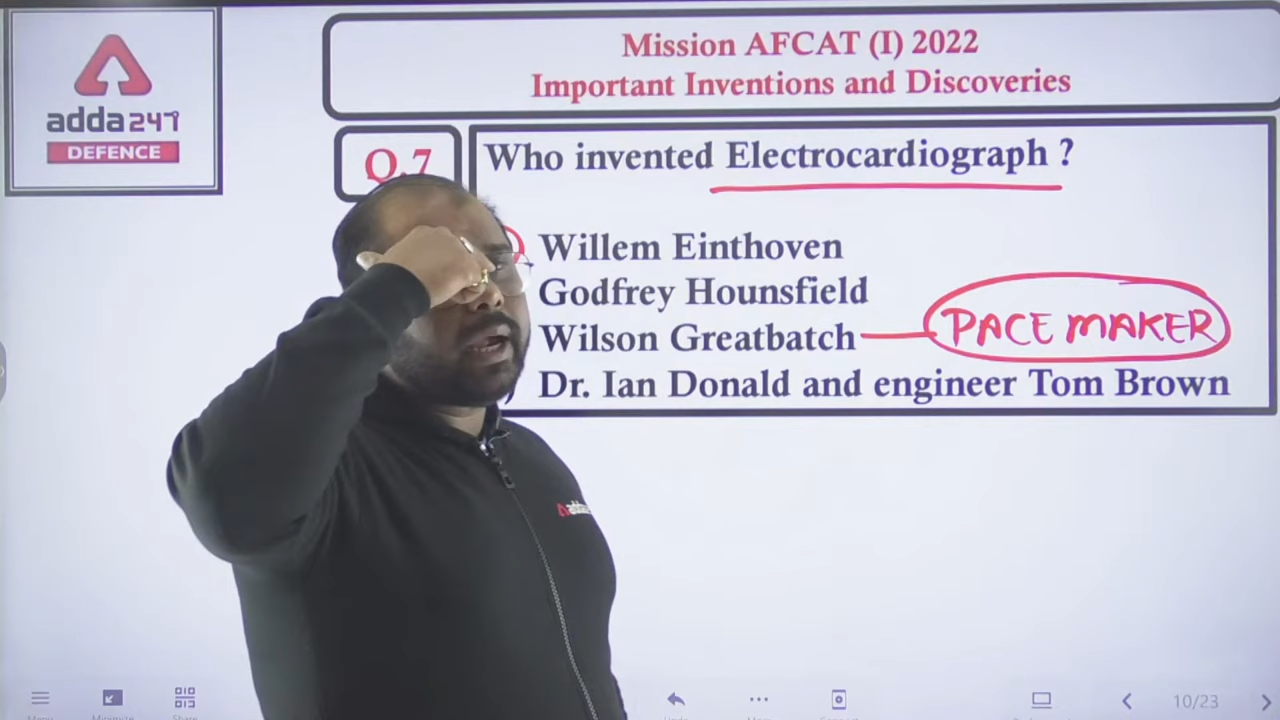 adda247
DEFENCE
Mission AFCAT (I) 2022
Important Inventions and Discoveries
Q.7
Who invented Electrocardiograph ?
Willem Einthoven
Godfrey Hounsfield
Wilson Greatbatch
PACE MAKER
Dr. Ian Donald and engineer Tom Brown
10/23